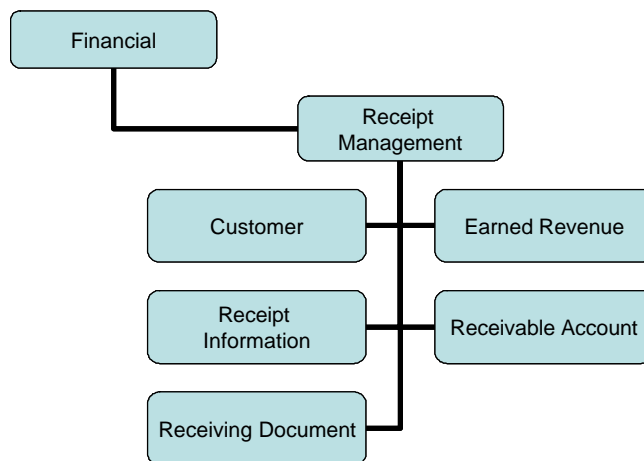 Financial
Receipt
Management
Customer
Earned Revenue
Receipt
Information
Receivable Account
Receiving Document